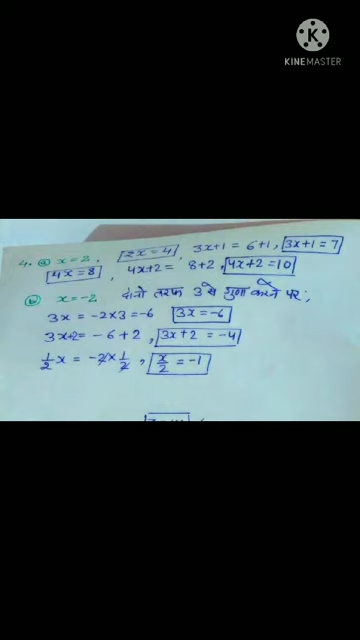 KINEMASTER
4. ⓐ x=2, 2x=4, 3x+1 = 6+1, 3x+1=7
4x=8, 4x+2= 8+2, 4x+2=10
ⓑ x=-2 दोनो तरफ 3 से गुणा करने पर;
3x = -2×3 = -6 3x = -6
3x+2= -6+2, 3x+2 = -4
1/2 x = -2×1/2, x/2 = -1